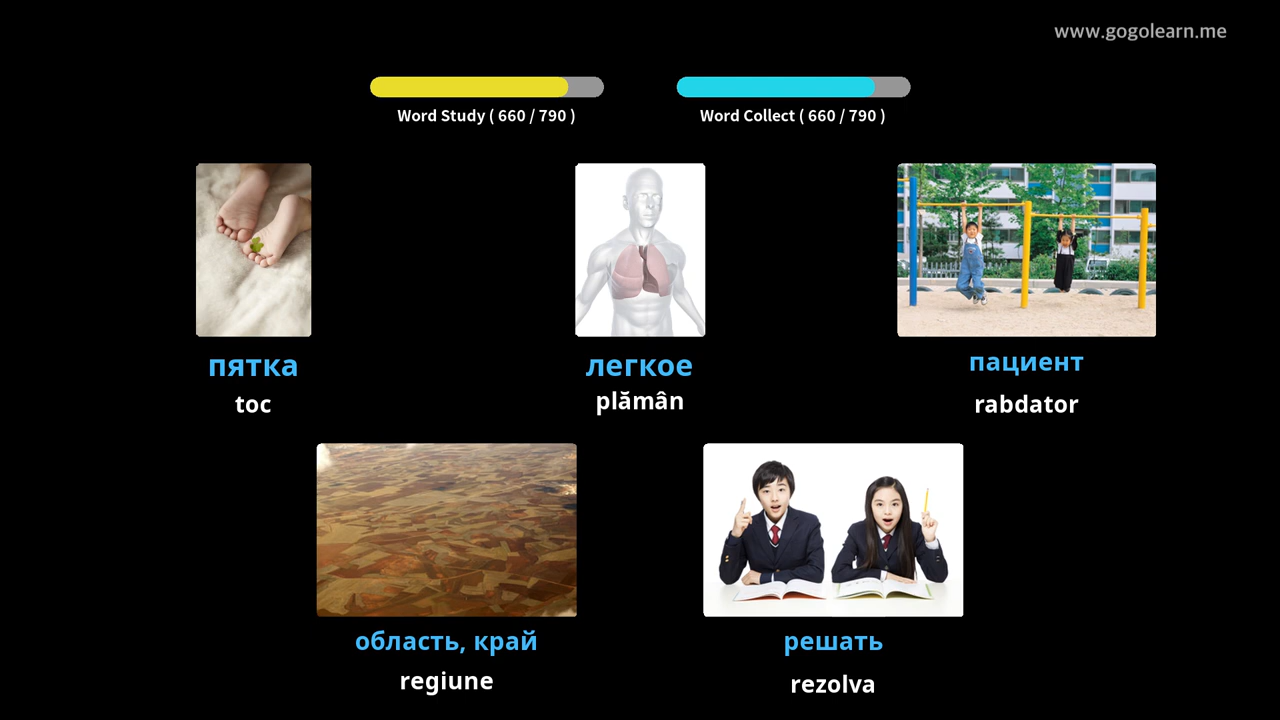 www.gogolearn.me
Word Study ( 660 / 790 )
Word Collect ( 660 / 790 )
пятка
toc
легкое
plămân
пациент
rabdator
область, край
regiune
решать
rezolva